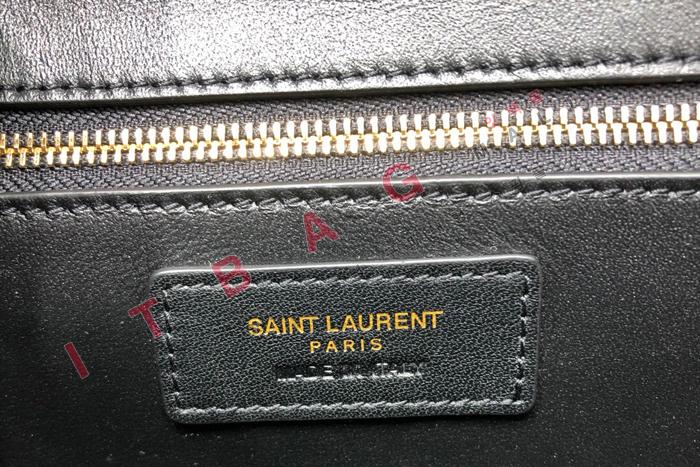 SAINT LAURENT
PARIS
MADE IN ITALY
ITBAG